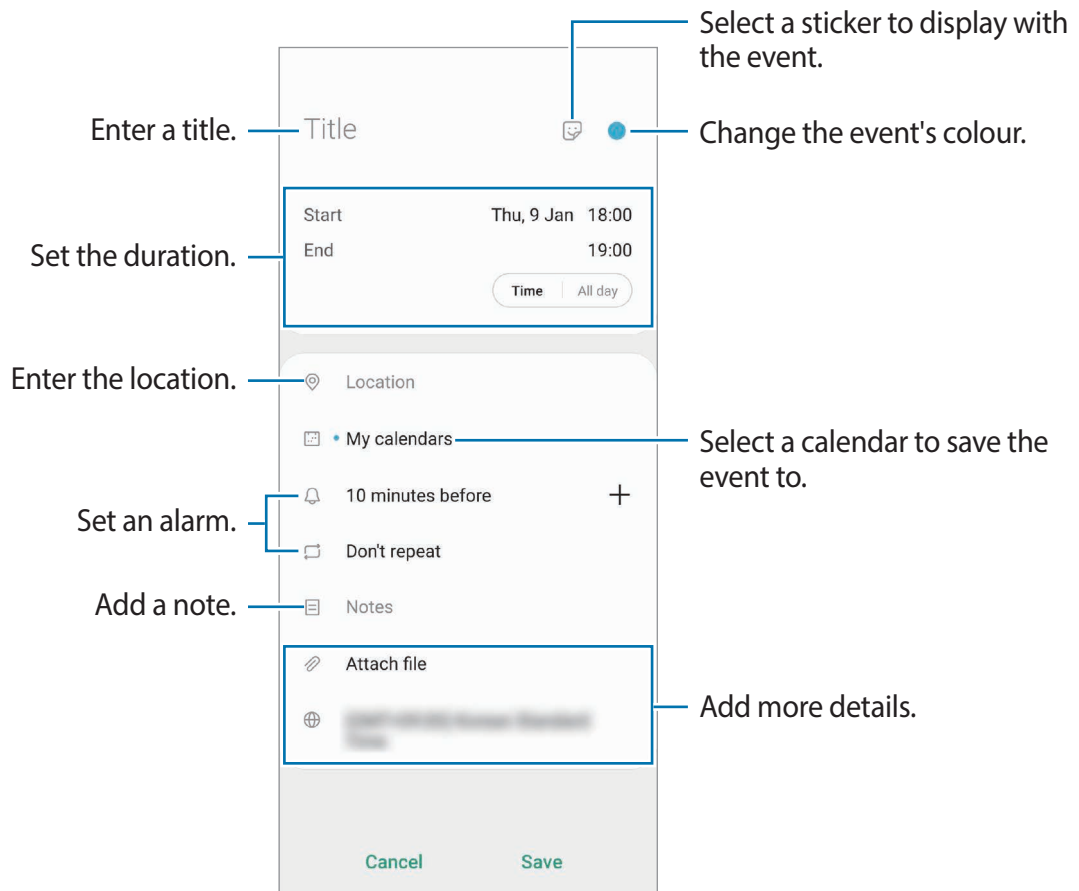 Select a sticker to display with
the event.
Enter a title.
Title
Change the event's colour.
Start
Thu, 9 Jan 18:00
Set the duration.
End
19:00
Time
All day
Enter the location.
Location
My calendars
Select a calendar to save the
event to.
10 minutes before
Set an alarm.
Don't repeat
Add a note.
Notes
Attach file
Add more details.
Cancel
Save